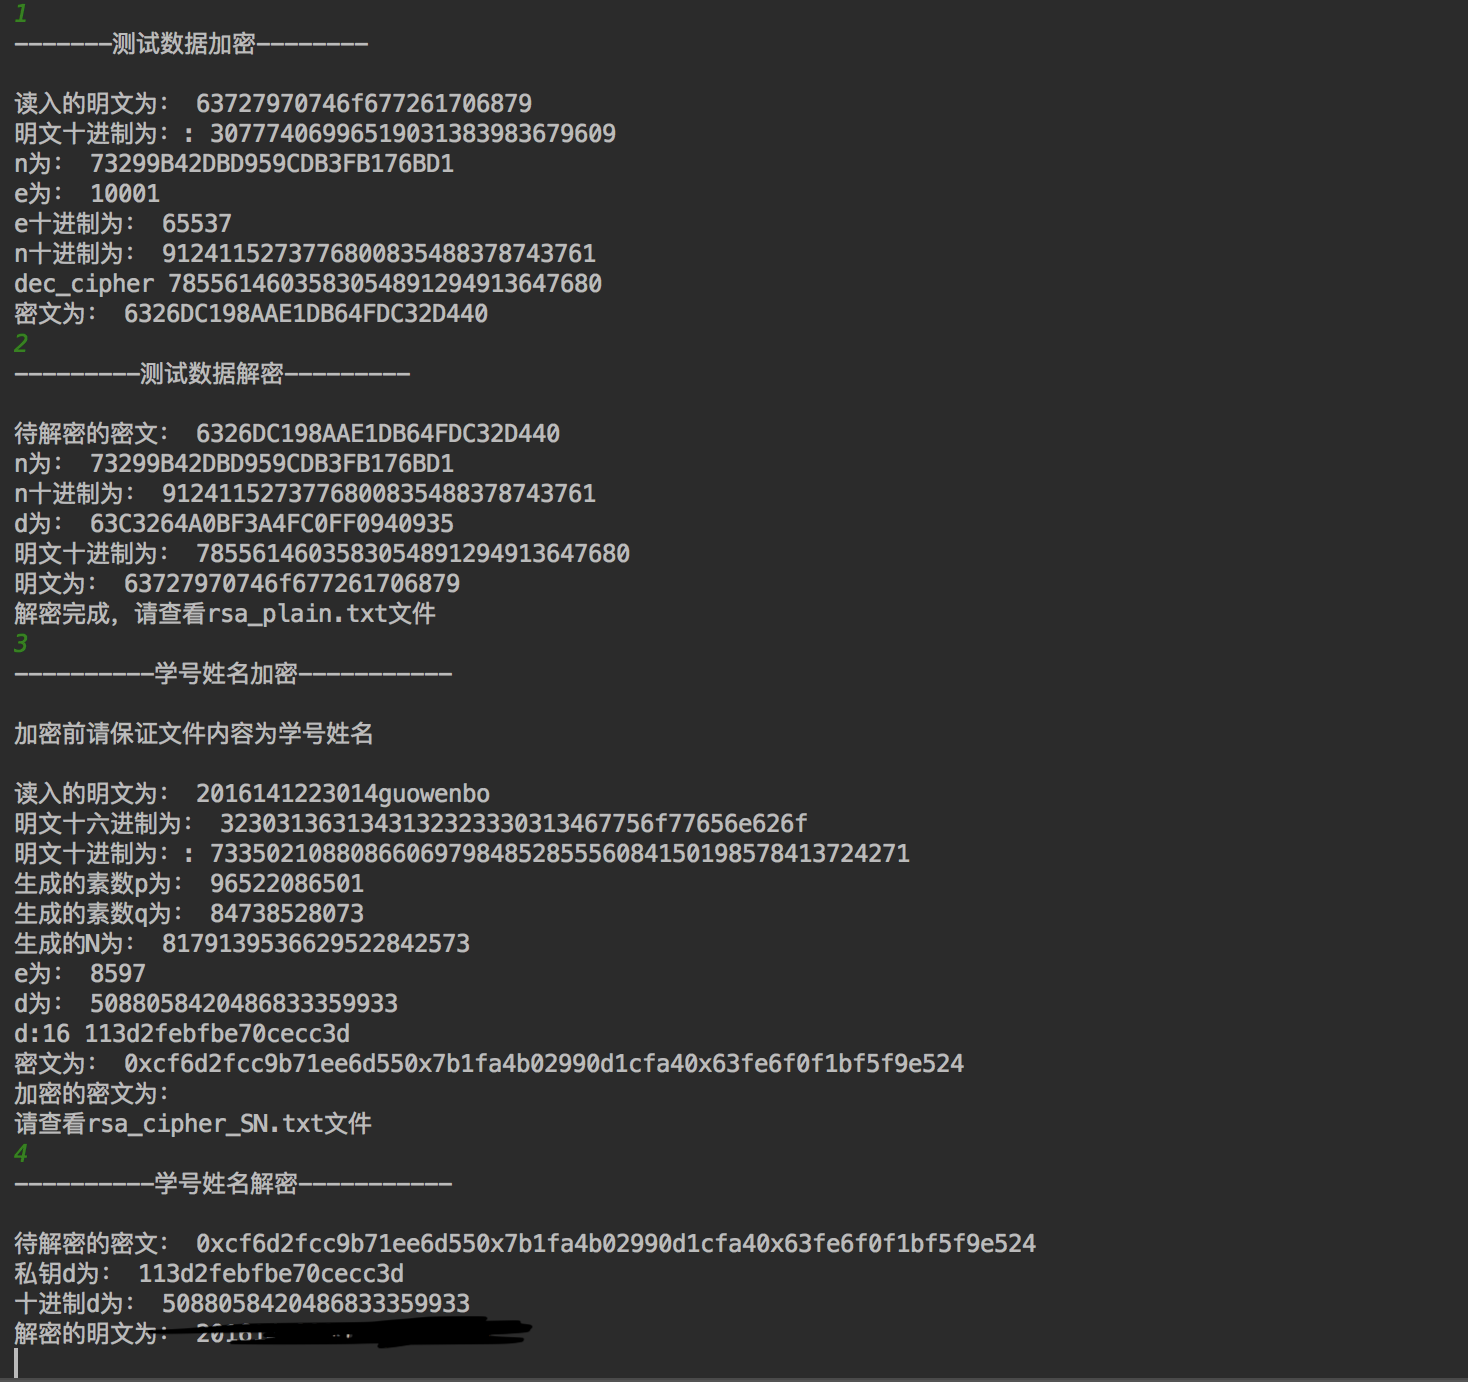 1
-------测试数据加密--------
读入的明文为： 63727970746f677261706879
明文十进制为：: 30777406996519031383983679609
n为： 73299B42DBD959CDB3FB176BD1
e为： 10001
e十进制为： 65537
n十进制为： 9124115273776800835488378743761
dec_cipher 7855614603583054891294913647680
密文为： 6326DC198AAE1DB64FDC32D440
2
---------测试数据解密---------
待解密的密文： 6326DC198AAE1DB64FDC32D440
n为： 73299B42DBD959CDB3FB176BD1
n十进制为： 9124115273776800835488378743761
d为： 63C3264A0BF3A4FC0FF0940935
明文十进制为： 7855614603583054891294913647680
明文为： 63727970746f677261706879
解密完成，请查看rsa_plain.txt文件
3
----------学号姓名加密-----------
加密前请保证文件内容为学号姓名
读入的明文为： 2016141223014guowenbo
明文十六进制为： 323031363134313232323330313467756f77656e626f
明文十进制为：: 73350210880866069798485285556084150198578413724271
生成的素数p为： 96522086501
生成的素数q为： 84738528073
生成的N为： 8179139536629522842573
e为： 8597
d为： 5088058420486833359933
d:16 113d2febfbe70cecc3d
密文为： 0xcf6d2fcc9b71ee6d550x7b1fa4b02990d1cfa40x63fe6f0f1bf5f9e524
加密的密文为：
请查看rsa_cipher_SN.txt文件
4
----------学号姓名解密-----------
待解密的密文： 0xcf6d2fcc9b71ee6d550x7b1fa4b02990d1cfa40x63fe6f0f1bf5f9e524
私钥d为： 113d2febfbe70cecc3d
十进制d为： 5088058420486833359933
解密的明文为：